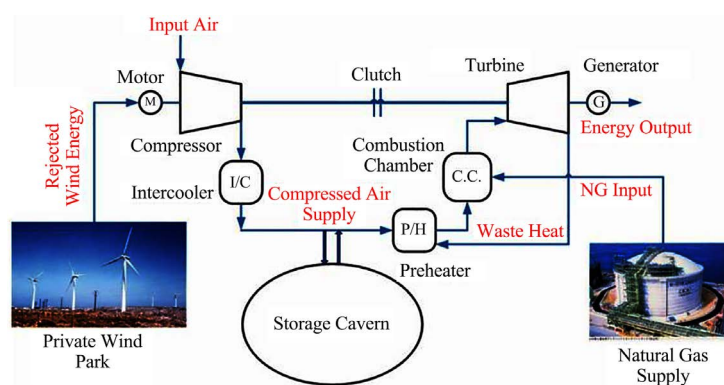 Input Air
Motor
M
Compressor
Rejected
Wind Energy
Clutch
Turbine
Generator
G
Energy Output
Combustion
Chamber
C.C.
Intercooler
I/C
Compressed Air
Supply
NG Input
P/H
Waste Heat
Preheater
Storage Cavern
Private Wind
Park
Natural Gas
Supply